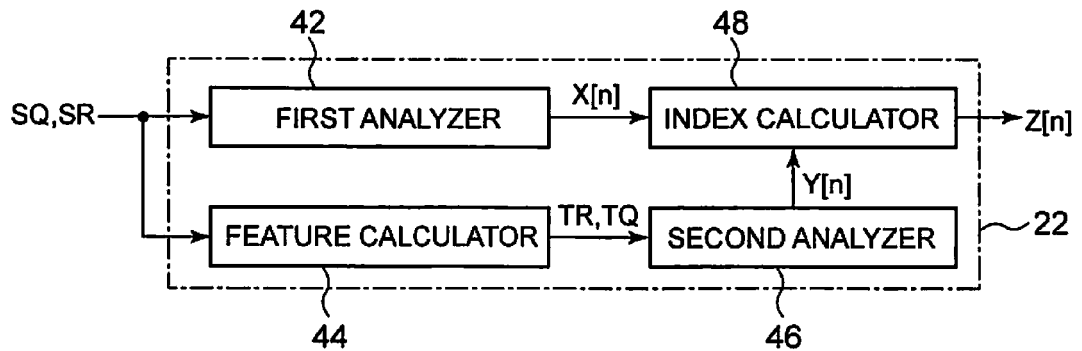 42
48
SQ,SR
FIRST ANALYZER
X[n]
INDEX CALCULATOR
Z[n]
Y[n]
FEATURE CALCULATOR
TR,TQ
SECOND ANALYZER
22
44
46